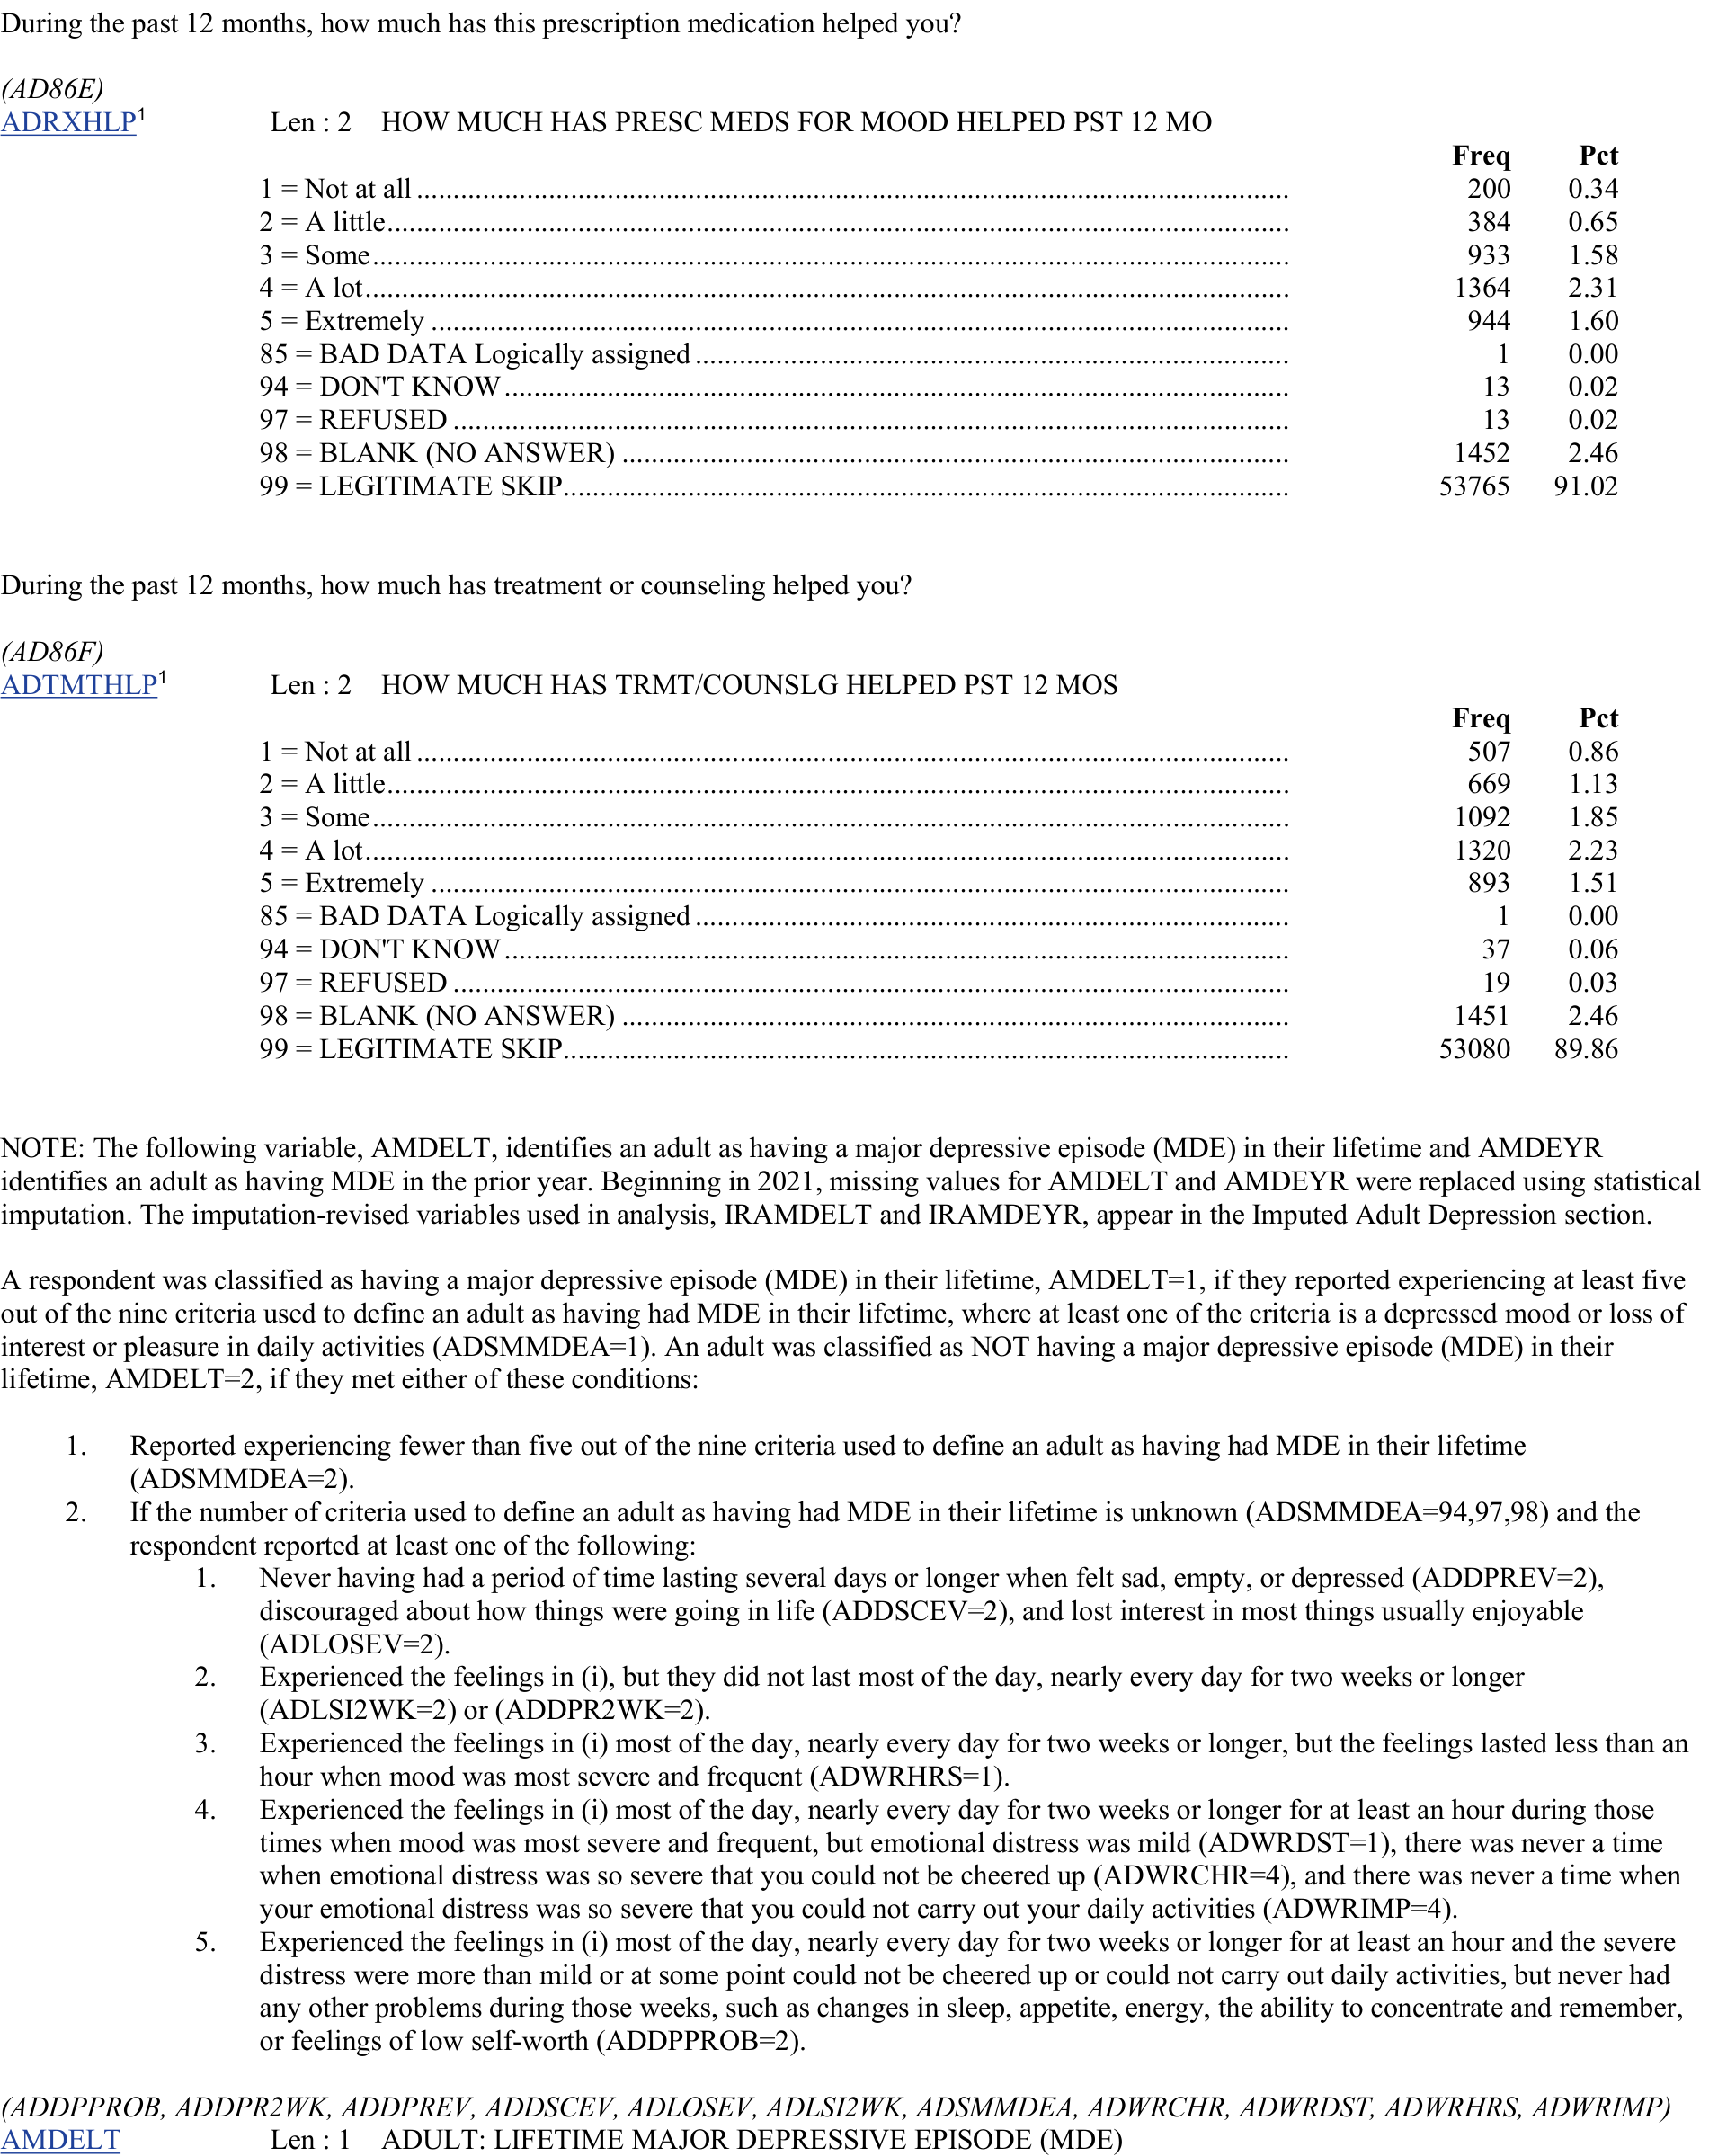 During the past 12 months, how much has this prescription medication helped you?
(AD86E)
ADRXHLP1 Len : 2 HOW MUCH HAS PRESC MEDS FOR MOOD HELPED PST 12 MO
Freq Pct
1 = Not at all ........ 200 0.34
2 = A little ........ 384 0.65
3 = Some ........ 933 1.58
4 = A lot ........ 1364 2.31
5 = Extremely ........ 944 1.60
85 = BAD DATA Logically assigned ........ 1 0.00
94 = DON'T KNOW ........ 13 0.02
97 = REFUSED ........ 13 0.02
98 = BLANK (NO ANSWER) ........ 1452 2.46
99 = LEGITIMATE SKIP ........ 53765 91.02
During the past 12 months, how much has treatment or counseling helped you?
(AD86F)
ADTMTHLP1 Len : 2 HOW MUCH HAS TRMT/COUNSLG HELPED PST 12 MOS
Freq Pct
1 = Not at all ........ 507 0.86
2 = A little ........ 669 1.13
3 = Some ........ 1092 1.85
4 = A lot ........ 1320 2.23
5 = Extremely ........ 893 1.51
85 = BAD DATA Logically assigned ........ 1 0.00
94 = DON'T KNOW ........ 37 0.06
97 = REFUSED ........ 19 0.03
98 = BLANK (NO ANSWER) ........ 1451 2.46
99 = LEGITIMATE SKIP ........ 53080 89.86
NOTE: The following variable, AMDELT, identifies an adult as having a major depressive episode (MDE) in their lifetime and AMDEYR
identifies an adult as having MDE in the prior year. Beginning in 2021, missing values for AMDELT and AMDEYR were replaced using statistical
imputation. The imputation-revised variables used in analysis, IRAMDELT and IRAMDEYR, appear in the Imputed Adult Depression section.
A respondent was classified as having a major depressive episode (MDE) in their lifetime, AMDELT=1, if they reported experiencing at least five
out of the nine criteria used to define an adult as having had MDE in their lifetime, where at least one of the criteria is a depressed mood or loss of
interest or pleasure in daily activities (ADSMMDEA=1). An adult was classified as NOT having a major depressive episode (MDE) in their
lifetime, AMDELT=2, if they met either of these conditions:
1. Reported experiencing fewer than five out of the nine criteria used to define an adult as having had MDE in their lifetime
(ADSMMDEA=2).
2. If the number of criteria used to define an adult as having had MDE in their lifetime is unknown (ADSMMDEA=94,97,98) and the
respondent reported at least one of the following:
1. Never having had a period of time lasting several days or longer when felt sad, empty, or depressed (ADDPREV=2),
discouraged about how things were going in life (ADDSCEV=2), and lost interest in most things usually enjoyable
(ADLOSEV=2).
2. Experienced the feelings in (i), but they did not last most of the day, nearly every day for two weeks or longer
(ADLSI2WK=2) or (ADDPR2WK=2).
3. Experienced the feelings in (i) most of the day, nearly every day for two weeks or longer, but the feelings lasted less than an
hour when mood was most severe and frequent (ADWRHRS=1).
4. Experienced the feelings in (i) most of the day, nearly every day for two weeks or longer for at least an hour during those
times when mood was most severe and frequent, but emotional distress was mild (ADWRDST=1), there was never a time
when emotional distress was so severe that you could not be cheered up (ADWRCHR=4), and there was never a time when
your emotional distress was so severe that you could not carry out your daily activities (ADWRIMP=4).
5. Experienced the feelings in (i) most of the day, nearly every day for two weeks or longer for at least an hour and the severe
distress were more than mild or at some point could not be cheered up or could not carry out daily activities, but never had
any other problems during those weeks, such as changes in sleep, appetite, energy, the ability to concentrate and remember,
or feelings of low self-worth (ADDPPROB=2).
(ADDPPROB, ADDPR2WK, ADDPREV, ADDSCEV, ADLOSEV, ADLSI2WK, ADSMMDEA, ADWRCHR, ADWRDST, ADWRHRS, ADWRIMP)
AMDELT Len : 1 ADULT: LIFETIME MAJOR DEPRESSIVE EPISODE (MDE)